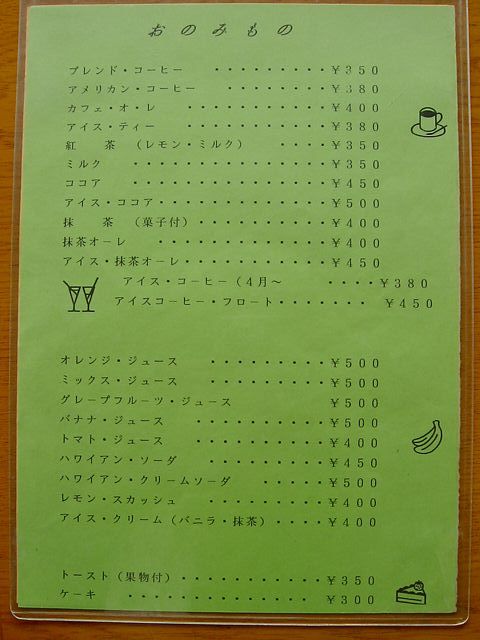 おのみもの
ブレンド・コーヒー ・・・・・・・・・￥350
アメリカン・コーヒー ・・・・・・・・￥380
カフェ・オ・レ ・・・・・・・・・・・￥400
アイス・ティー ・・・・・・・・・・・￥380
紅　茶　（レモン・ミルク） ・・・・・・￥350
ミルク ・・・・・・・・・・・・・・・￥350
ココア ・・・・・・・・・・・・・・・￥450
アイス・ココア・・・・・・・・・・・・・￥500
抹　茶　（菓子付）・・・・・・・・・・￥400
抹茶オーレ ・・・・・・・・・・・・・￥400
アイス・抹茶オーレ・・・・・・・・・・・￥450
アイス・コーヒー（4月～ ・・・・￥380
アイスコーヒー・フロート・・・・・・・ ￥450
オレンジ・ジュース ・・・・・・・・・￥500
ミックス・ジュース ・・・・・・・・・￥500
グレープフルーツ・ジュース ￥500
バナナ・ジュース ・・・・・・・・・・￥500
トマト・ジュース ・・・・・・・・・・￥400
ハワイアン・ソーダ ・・・・・・・・・￥450
ハワイアン・クリームソーダ ・・・・・・￥500
レモン・スカッシュ ・・・・・・・・・￥400
アイス・クリーム（バニラ・抹茶）・・・・￥400
トースト（果物付）・・・・・・・・・・・￥350
ケーキ ・・・・・・・・・・・・・・ ￥300